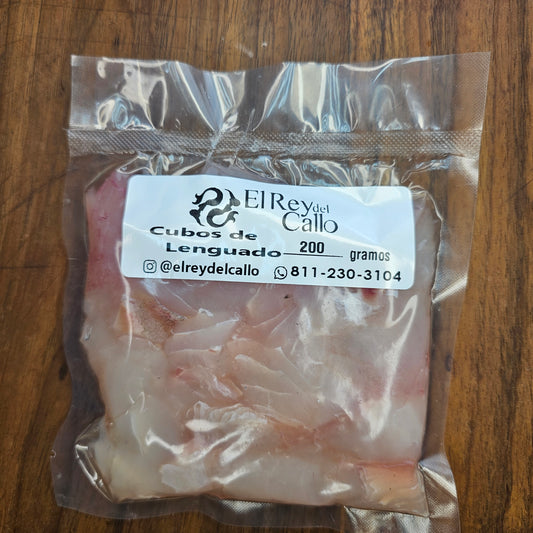 El Rey del
Callo
Cubos de
Lenguado 200 gramos
@elreydelcallo 811-230-3104